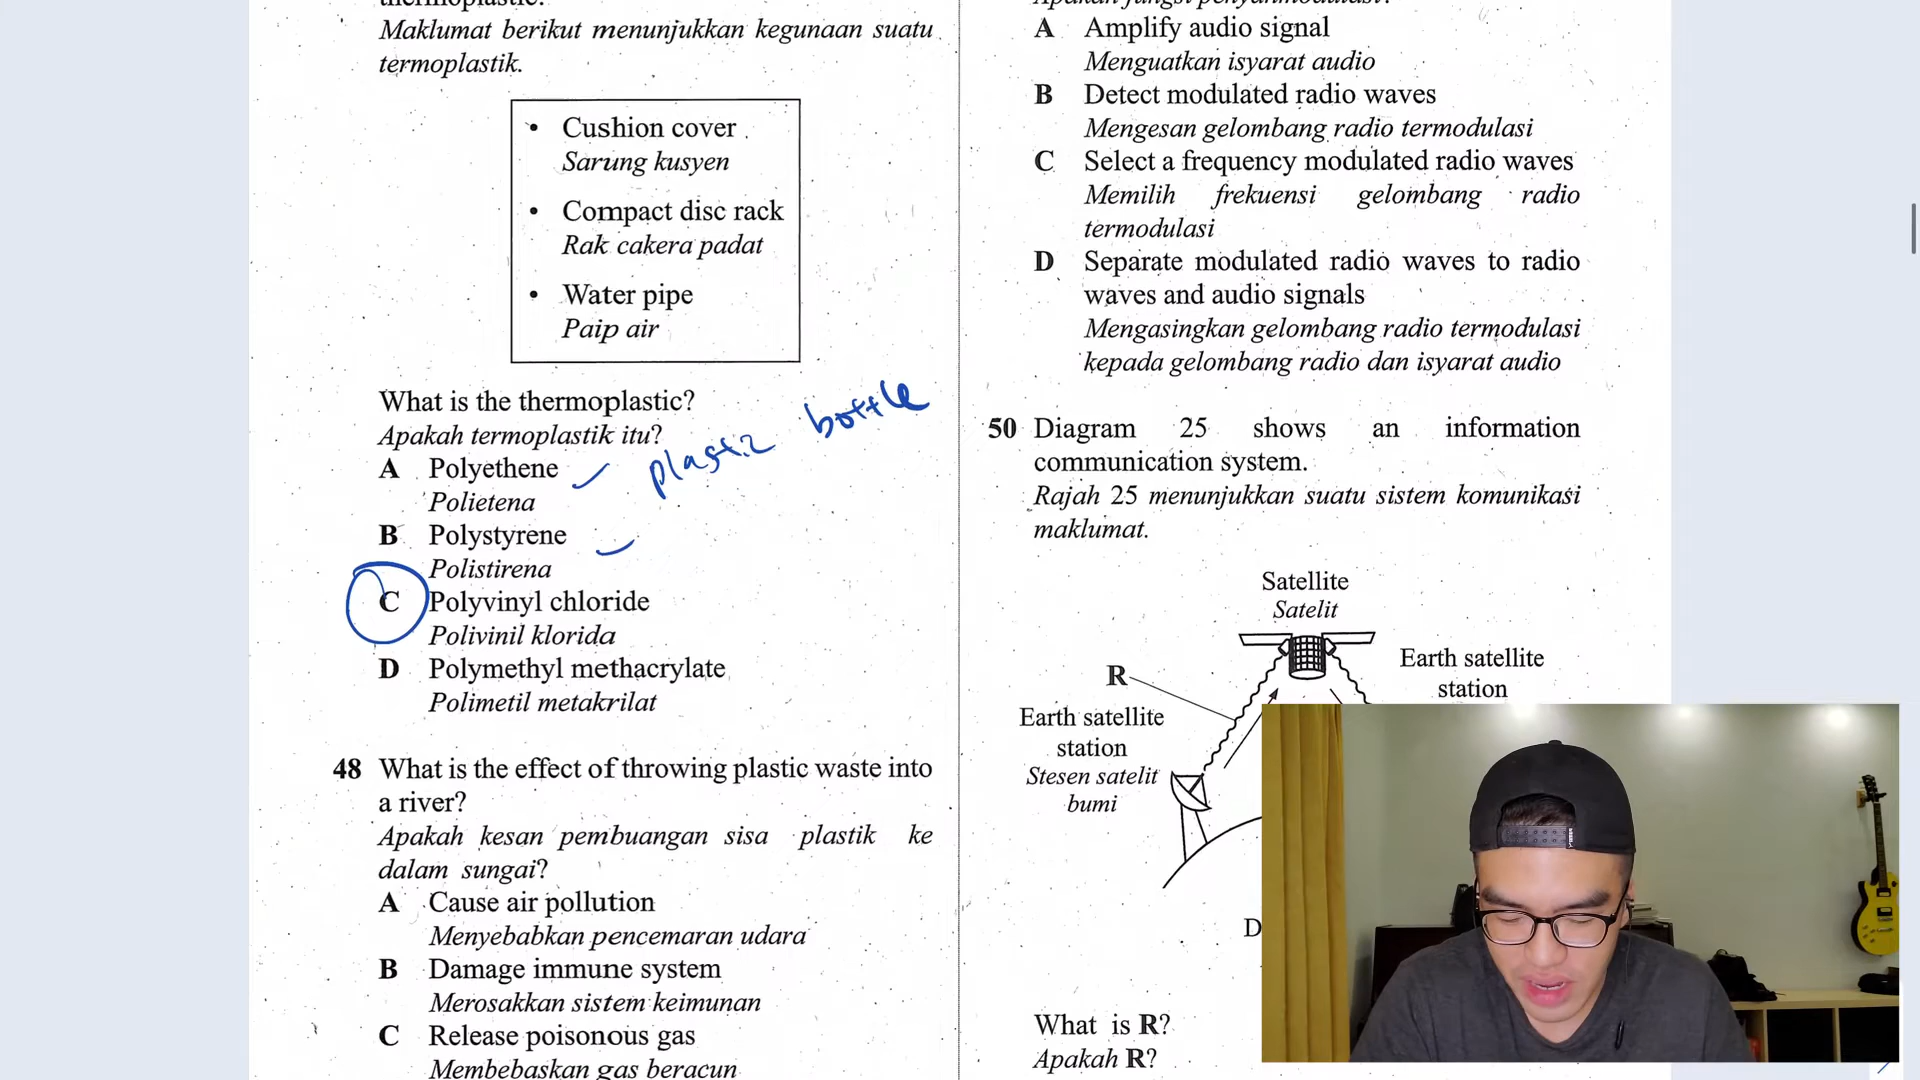 thermoplastic.
Maklumat berikut menunjukkan kegunaan suatu
termoplastik.
• Cushion cover
Sarung kusyen
• Compact disc rack
Rak cakera padat
• Water pipe
Paip air
What is the thermoplastic?
Apakah termoplastik itu?
plastic bottle
A Polyethene
Polietena
B Polystyrene
Polistirena
C Polyvinyl chloride
Polivinil klorida
D Polymethyl methacrylate
Polimetil metakrilat
48 What is the effect of throwing plastic waste into
a river?
Apakah kesan pembuangan sisa plastik ke
dalam sungai?
A Cause air pollution
Menyebabkan pencemaran udara
B Damage immune system
Merosakkan sistem keimunan
C Release poisonous gas
Membebaskan gas beracun
Apakah fungsi penyahmodulasi?
A Amplify audio signal
Menguatkan isyarat audio
B Detect modulated radio waves
Mengesan gelombang radio termodulasi
C Select a frequency modulated radio waves
Memilih frekuensi gelombang radio
termodulasi
D Separate modulated radio waves to radio
waves and audio signals
Mengasingkan gelombang radio termodulasi
kepada gelombang radio dan isyarat audio
50 Diagram 25 shows an information
communication system.
Rajah 25 menunjukkan suatu sistem komunikasi
maklumat.
Satellite
Satelit
R
Earth satellite
station
Earth satellite
station
Stesen satelit
bumi
D
What is R?
Apakah R?